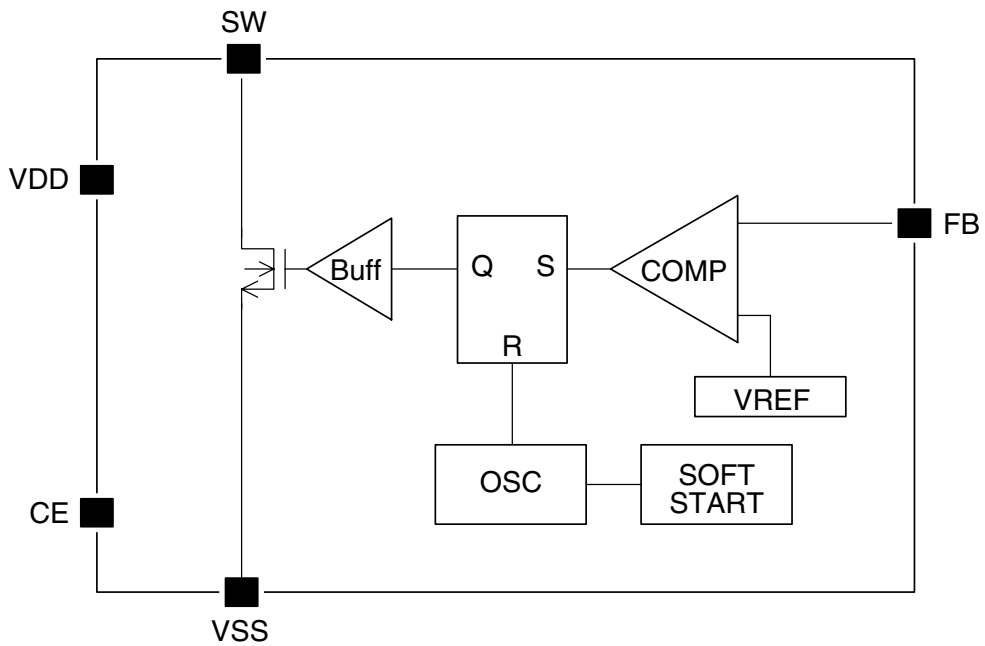 SW
VDD
FB
Buff
Q
S
COMP
R
VREF
OSC
SOFT
START
CE
VSS